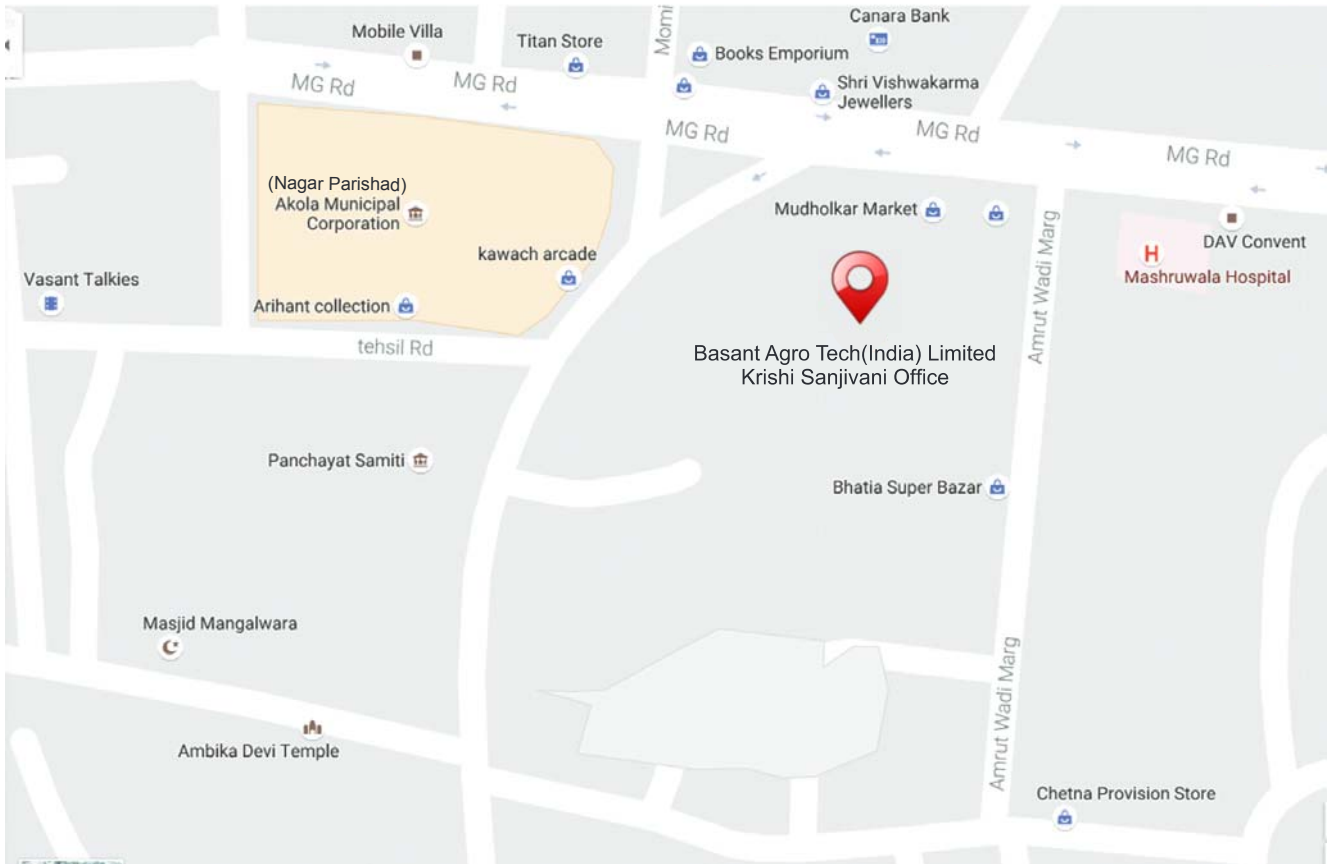 Canara Bank
Mobile Villa
Titan Store
Momi
Books Emporium
MG Rd
MG Rd
Shri Vishwakarma
Jewellers
MG Rd
MG Rd
MG Rd
(Nagar Parishad)
Akola Municipal
Corporation
Mudholkar Market
Amrut Wadi Marg
DAV Convent
kawach arcade
Mashruwala Hospital
Vasant Talkies
Arihant collection
tehsil Rd
Basant Agro Tech(India) Limited
Krishi Sanjivani Office
Panchayat Samiti
Bhatia Super Bazar
Masjid Mangalwara
Amrut Wadi Marg
Ambika Devi Temple
Chetna Provision Store